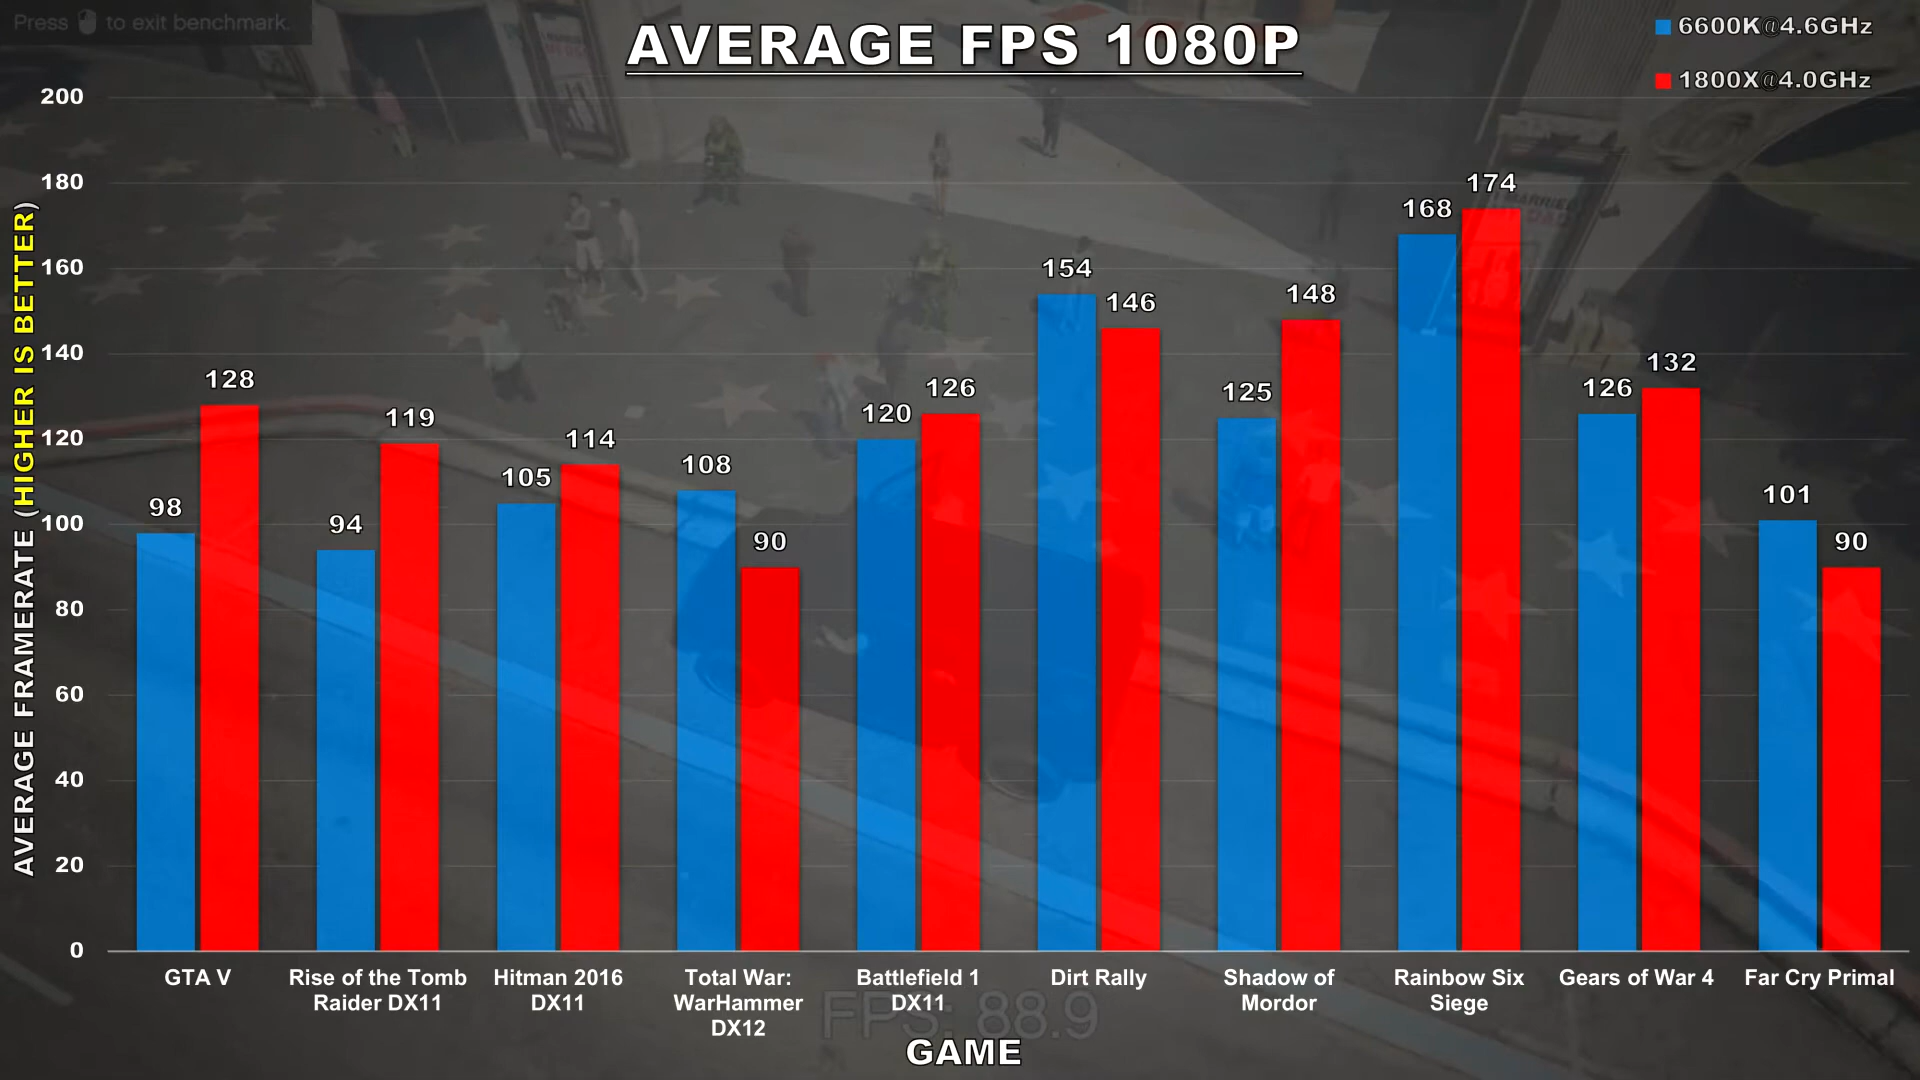 Press to exit benchmark.
AVERAGE FPS 1080P
6600K@4.6GHz
1800X@4.0GHz
AVERAGE FRAMERATE (HIGHER IS BETTER)
200
180
160
140
120
100
80
60
40
20
0
98
128
94
119
105
114
108
90
120
126
154
146
125
148
168
174
126
132
101
90
GTA V
Rise of the Tomb
Raider DX11
Hitman 2016
DX11
Total War:
WarHammer
DX12
Battlefield 1
DX11
Dirt Rally
Shadow of
Mordor
Rainbow Six
Siege
Gears of War 4
Far Cry Primal
FPS: 88.9
GAME